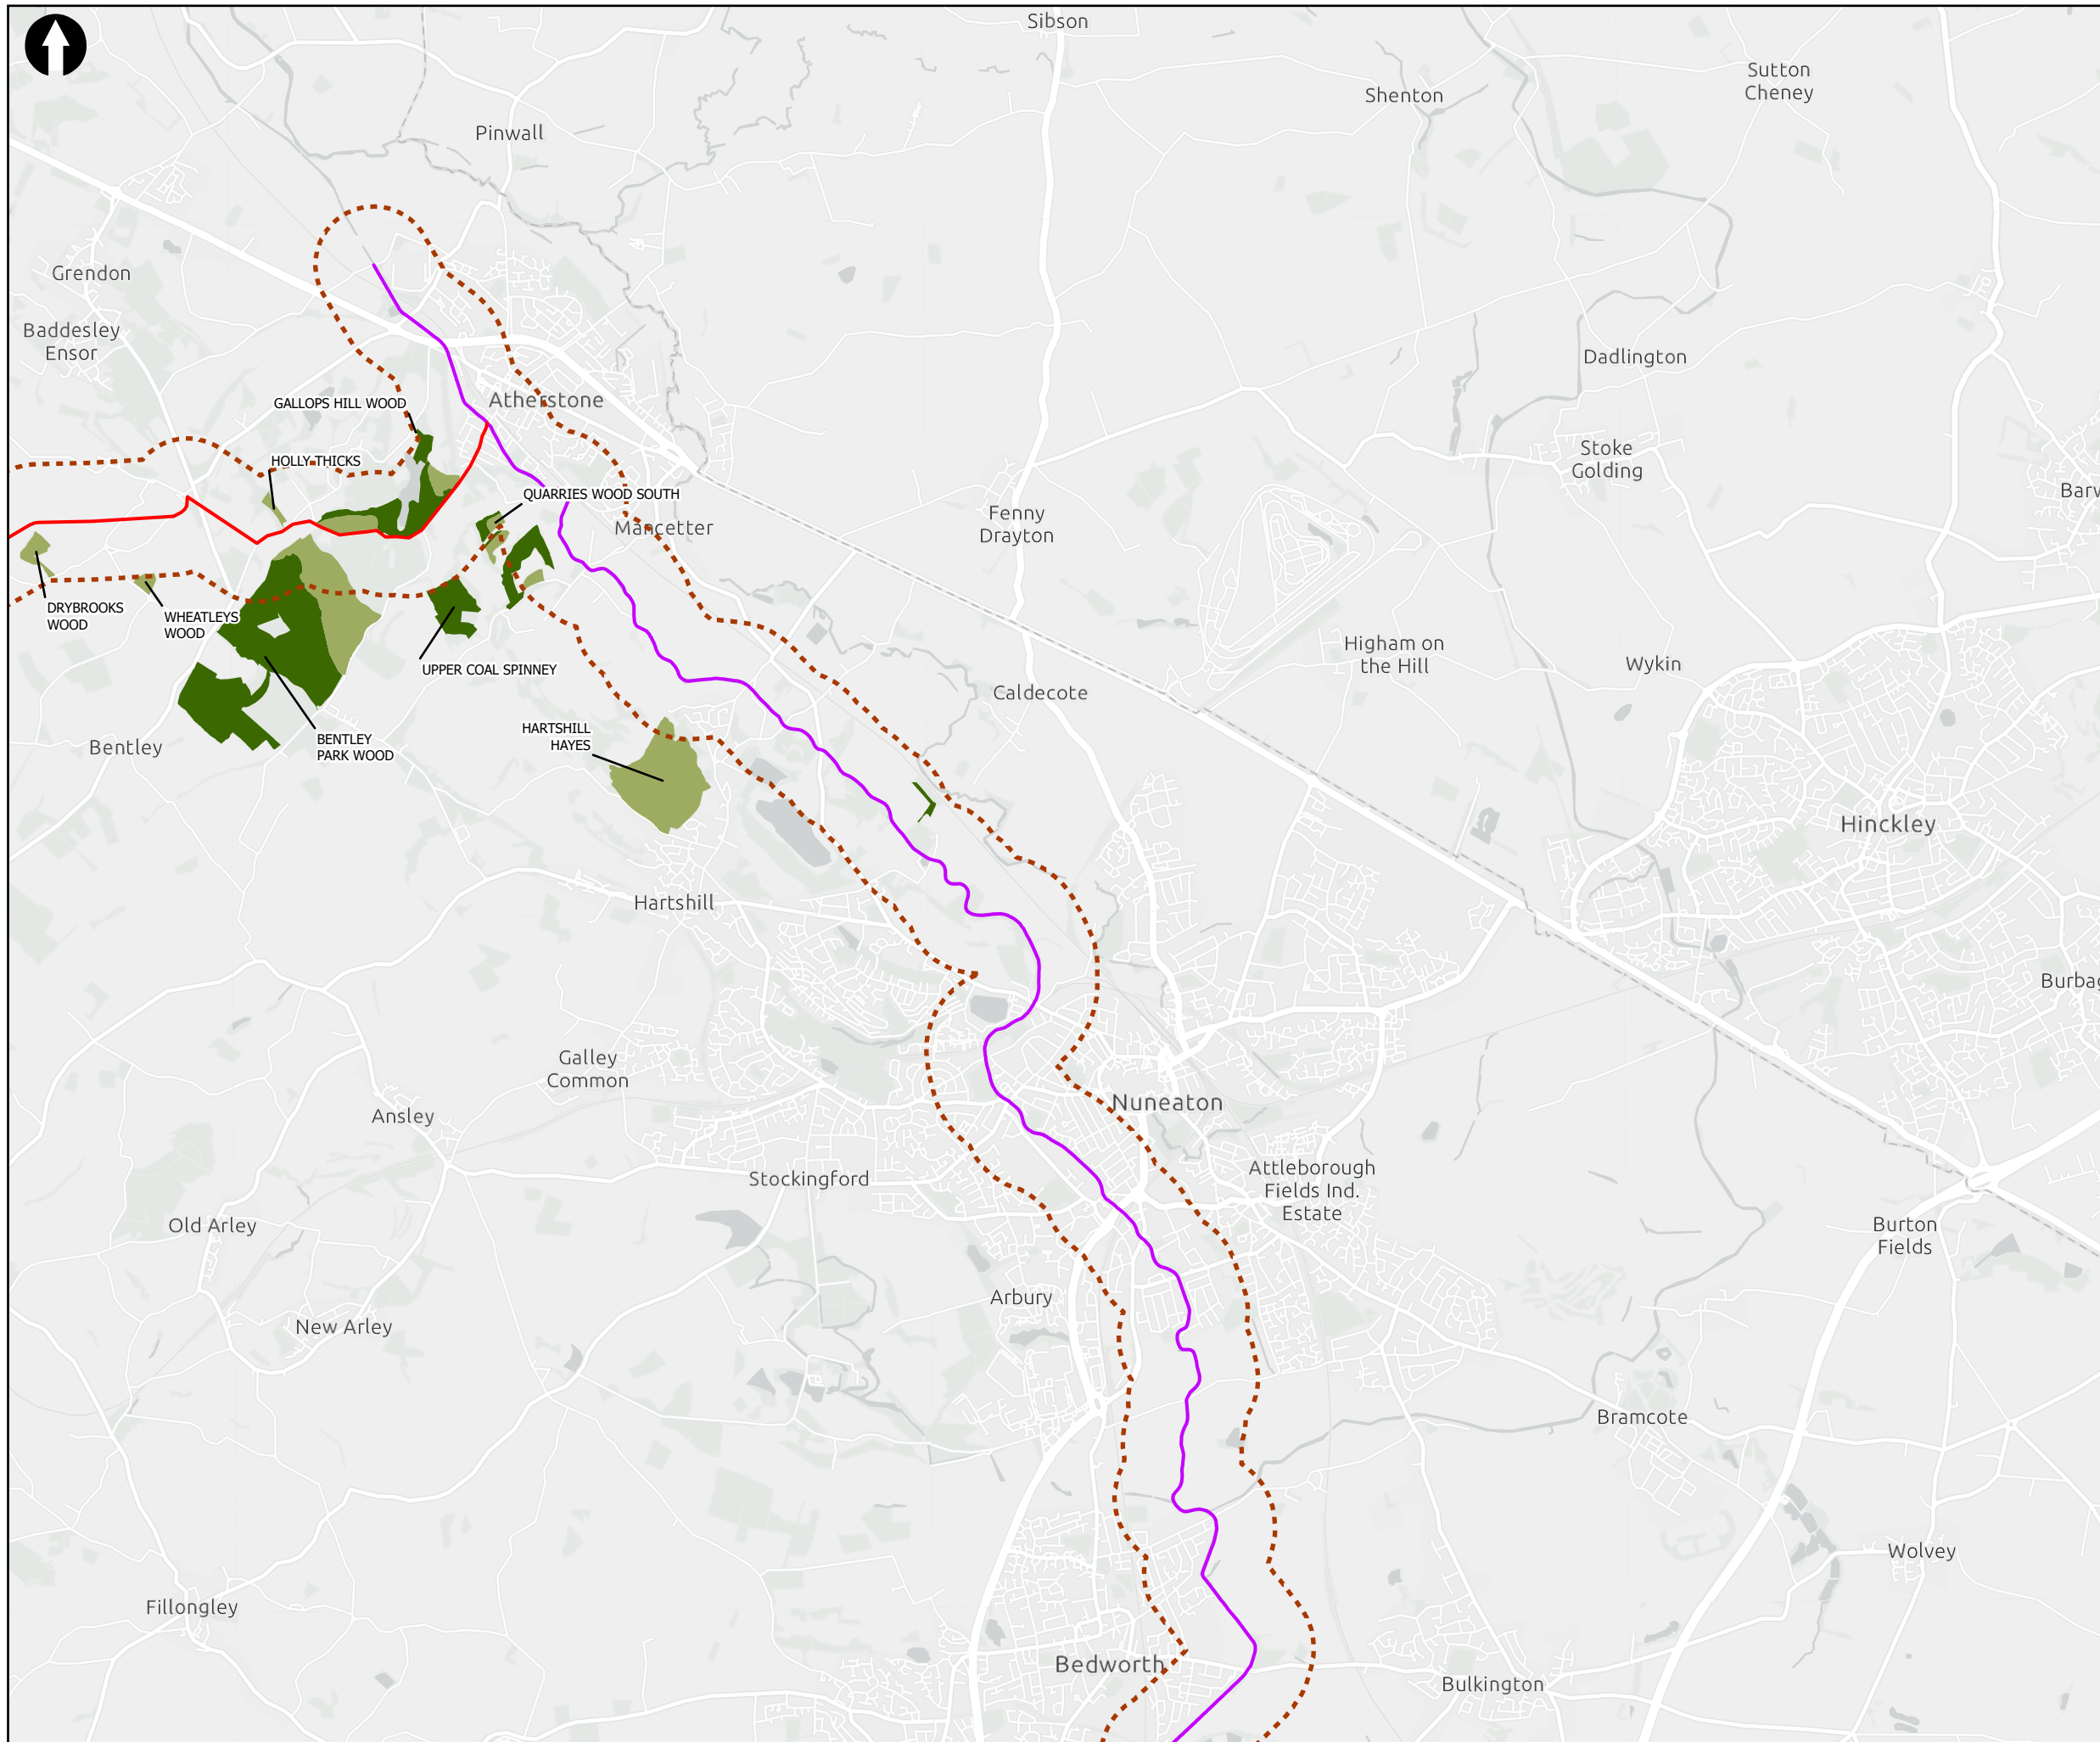 Sibson
Sutton
Cheney
Shenton
Pinwall
Grendon
Baddesley
Ensor
Dadlington
GALLOPS HILL WOOD
Atherstone
HOLLY THICKS
Stoke
Golding
Barw
QUARRIES WOOD SOUTH
Mancetter
Fenny
Drayton
DRYBROOKS
WOOD
WHEATLEYS
WOOD
UPPER COAL SPINNEY
Higham on
the Hill
Wykin
Caldecote
Bentley
BENTLEY
PARK WOOD
HARTSHILL
HAYES
Hinckley
Hartshill
Burbag
Galley
Common
Ansley
Nuneaton
Stockingford
Attleborough
Fields Ind.
Estate
Old Arley
Burton
Fields
Arbury
New Arley
Bramcote
Wolvey
Fillongley
Bedworth
Bulkington